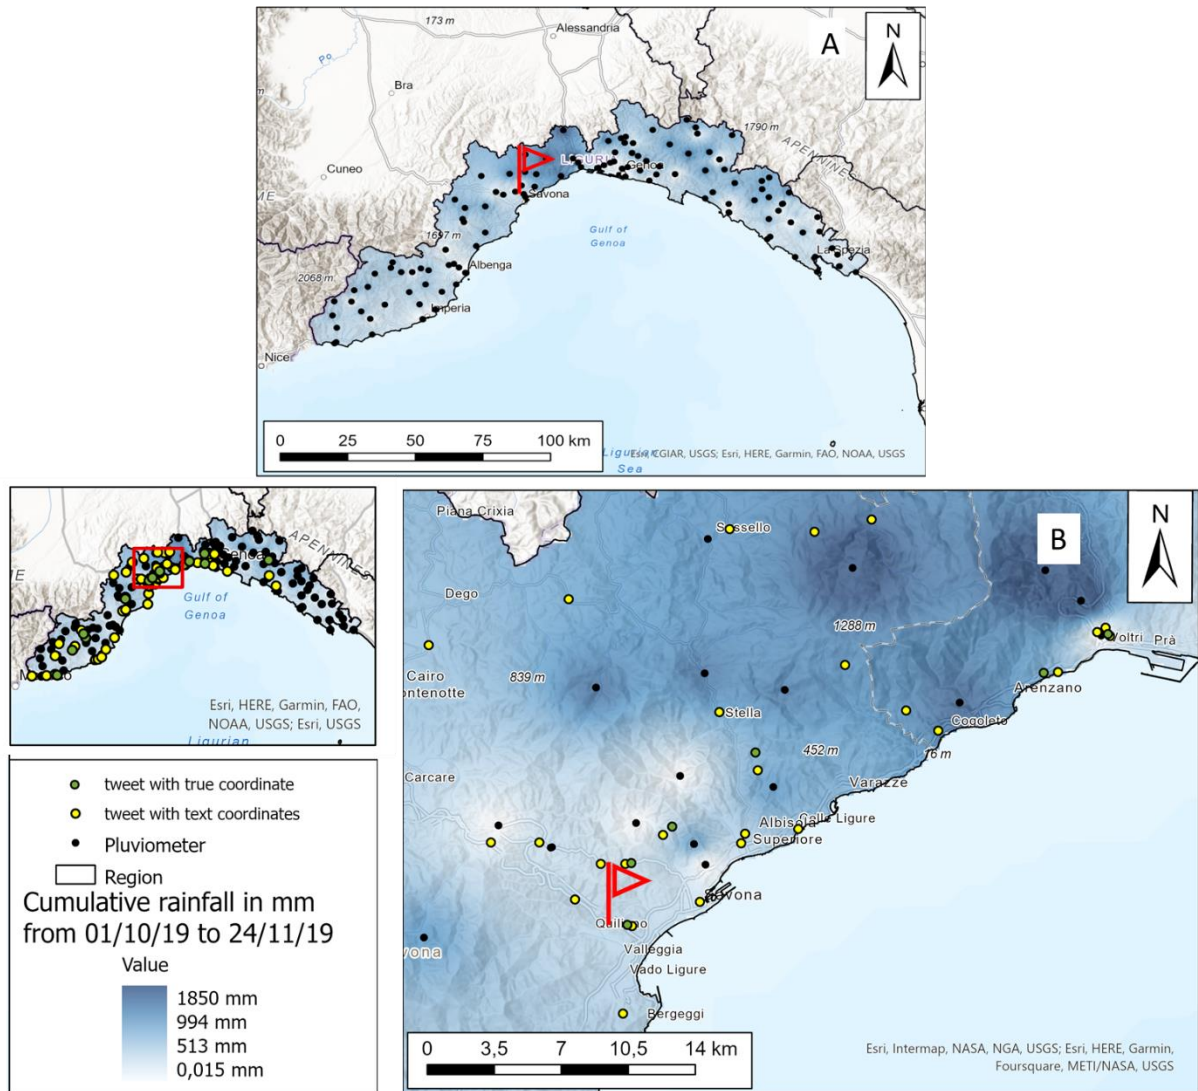 173 m
Alessandria
A
N
Po
Bra
1790 m
APENNINES
Cuneo
LIGURI
Genoa
Savona
Gulf of
Genoa
1697 m
La Spezia
Albenga
2068 m
Imperia
Nice
0 25 50 75 100 km
Ligurian
Sea
Esri, CGIAR, USGS; Esri, HERE, Garmin, FAO, NOAA, USGS
APENNINES
Genoa
Gulf of
Genoa
Esri, HERE, Garmin, FAO,
NOAA, USGS; Esri, USGS
Ligurian
tweet with true coordinate
tweet with text coordinates
Pluviometer
Region
Cumulative rainfall in mm
from 01/10/19 to 24/11/19
Value
1850 mm
994 mm
513 mm
0,015 mm
Piana Crixia
Sassello
B
N
Dego
1288 m
Voltri Prà
Cairo
ontenotte
839 m
Arenzano
Stella
Cogoleto
452 m
16 m
Carcare
Varazze
Albisola
Celle Ligure
Superiore
Savona
Quiliano
vona
Valleggia
Vado Ligure
Bergeggi
0 3,5 7 10,5 14 km
Esri, Intermap, NASA, NGA, USGS; Esri, HERE, Garmin,
Foursquare, METI/NASA, USGS